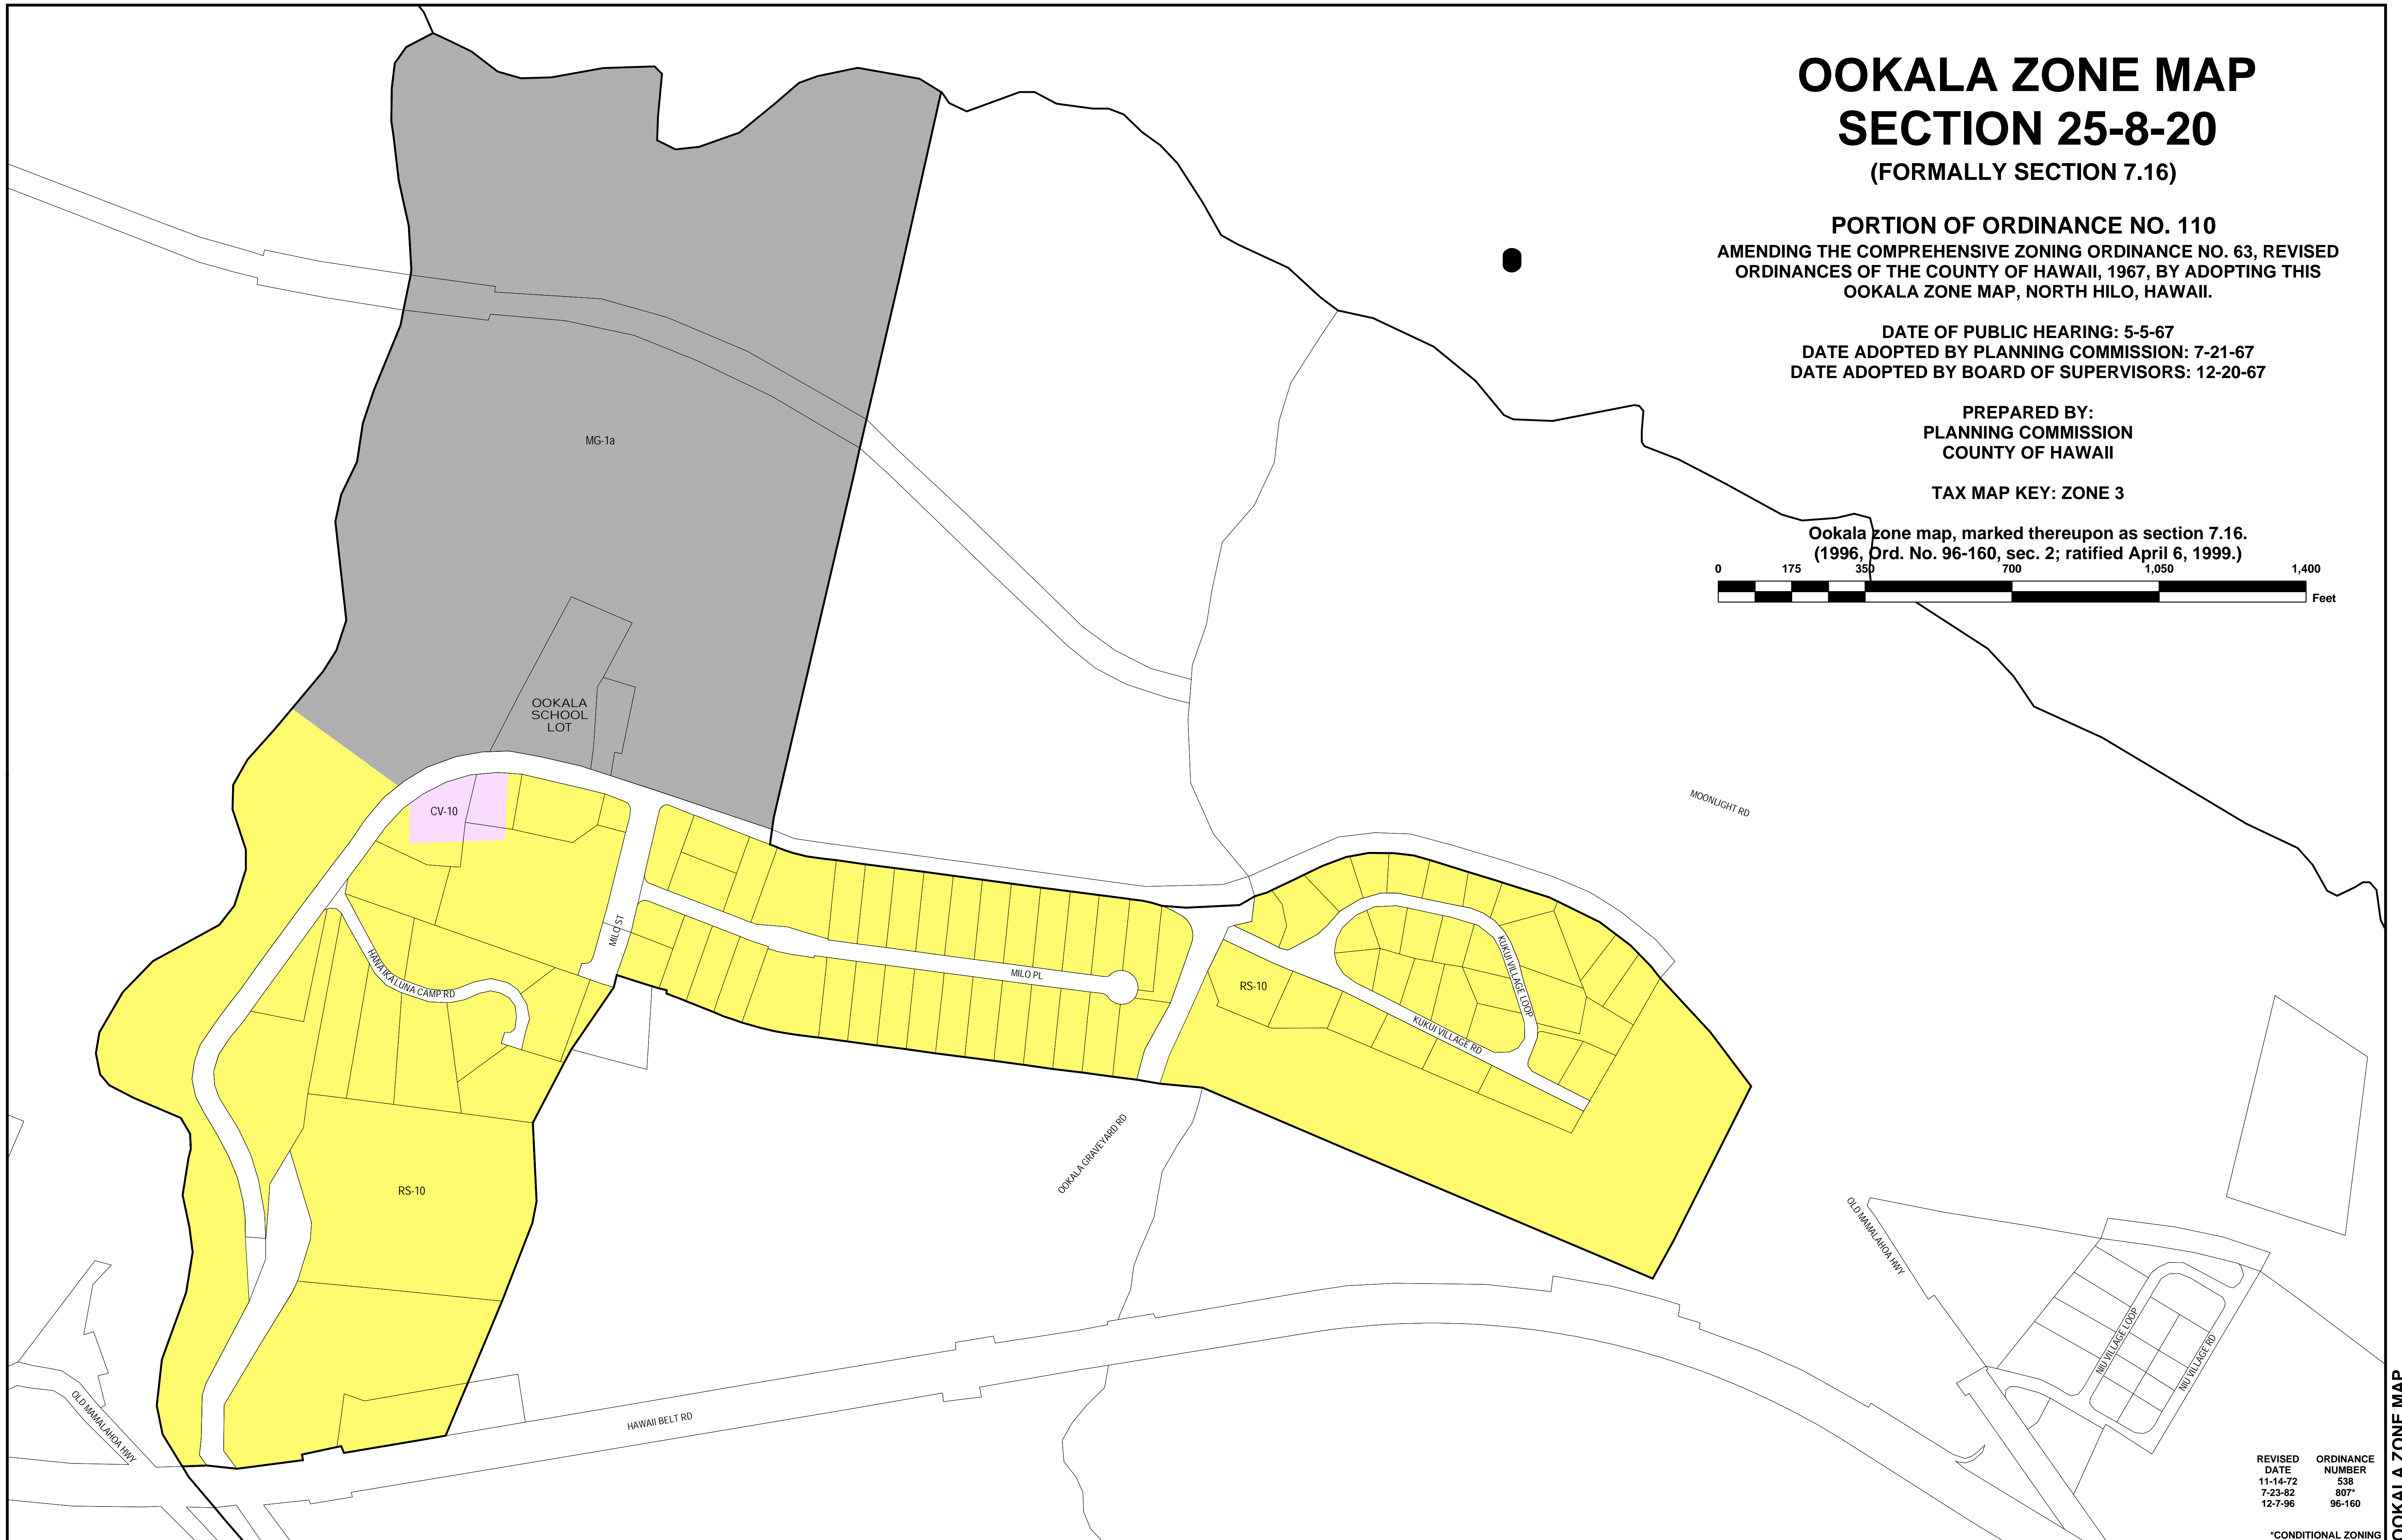 OOKALA ZONE MAP
SECTION 25-8-20
(FORMALLY SECTION 7.16)
PORTION OF ORDINANCE NO. 110
AMENDING THE COMPREHENSIVE ZONING ORDINANCE NO. 63, REVISED
ORDINANCES OF THE COUNTY OF HAWAII, 1967, BY ADOPTING THIS
OOKALA ZONE MAP, NORTH HILO, HAWAII.
DATE OF PUBLIC HEARING: 5-5-67
DATE ADOPTED BY PLANNING COMMISSION: 7-21-67
DATE ADOPTED BY BOARD OF SUPERVISORS: 12-20-67
PREPARED BY:
PLANNING COMMISSION
COUNTY OF HAWAII
TAX MAP KEY: ZONE 3
Ookala zone map, marked thereupon as section 7.16.
(1996, Ord. No. 96-160, sec. 2; ratified April 6, 1999.)
0 175 350 700 1,050 1,400
Feet
MG-1a
OOKALA
SCHOOL
LOT
CV-10
MOONLIGHT RD
MILO ST
HANA IKA LUNA CAMP RD
MILO PL
RS-10
KUKUI VILLAGE LOOP
KUKUI VILLAGE RD
OOKALA GRAVEYARD RD
RS-10
OLD MAMALAHOA HWY
NIU VILLAGE LOOP
NIU VILLAGE RD
OLD MAMALAHOA HWY
HAWAII BELT RD
REVISED ORDINANCE
DATE NUMBER
11-14-72 538
7-23-82 807*
12-7-96 96-160
*CONDITIONAL ZONING
OOKALA ZONE MAP